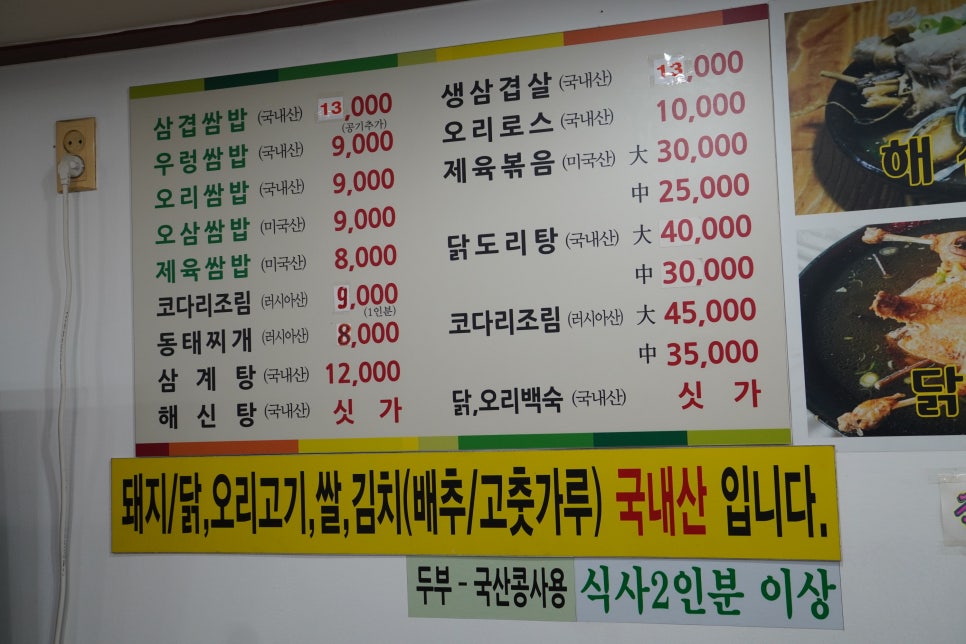 삼겹쌈밥 (국내산) 13,000
(공기추가)
우렁쌈밥 (국내산) 9,000
오리쌈밥 (국내산) 9,000
오삼쌈밥 (미국산) 9,000
제육쌈밥 (미국산) 8,000
코다리조림 (러시아산) 9,000
(1인분)
동태찌개 (러시아산) 8,000
삼계탕 (국내산) 12,000
해신탕 (국내산) 싯가
생삼겹살 (국내산) 13,000
오리로스 (국내산) 10,000
제육볶음 (미국산) 大 30,000
中 25,000
닭도리탕 (국내산) 大 40,000
中 30,000
코다리조림 (러시아산) 大 45,000
中 35,000
닭,오리백숙 (국내산) 싯가
돼지/닭,오리고기,쌀,김치(배추/고춧가루) 국내산 입니다.
두부 - 국산콩사용
식사2인분 이상
해
닭